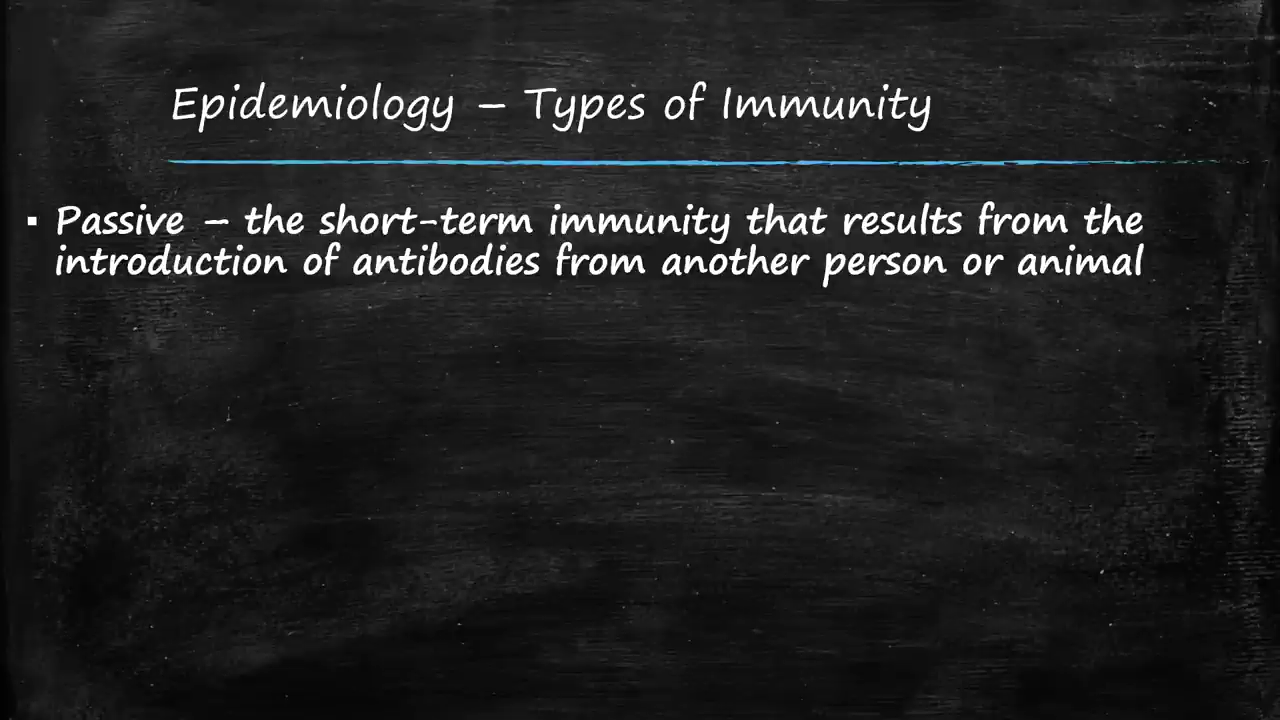 Epidemiology – Types of Immunity
▪ Passive – the short-term immunity that results from the
introduction of antibodies from another person or animal